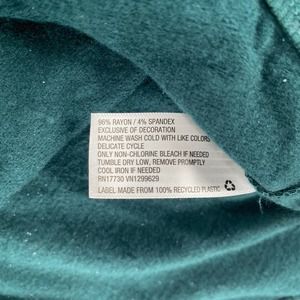 96% RAYON / 4% SPANDEX
EXCLUSIVE OF DECORATION
MACHINE WASH COLD WITH LIKE COLORS
DELICATE CYCLE
ONLY NON-CHLORINE BLEACH IF NEEDED
TUMBLE DRY LOW, REMOVE PROMPTLY
COOL IRON IF NEEDED
RN17730 VN1299629
LABEL MADE FROM 100% RECYCLED PLASTIC